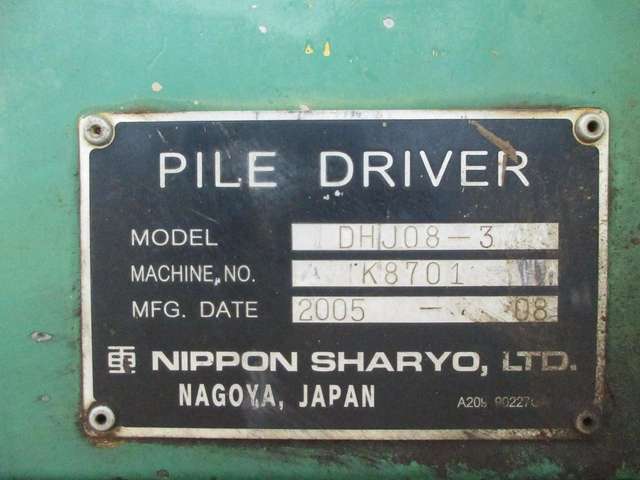 PILE DRIVER
MODEL DHJ08-3
MACHINE, NO. K8701
MFG. DATE 2005 - 08
NIPPON SHARYO, LTD.
NAGOYA, JAPAN